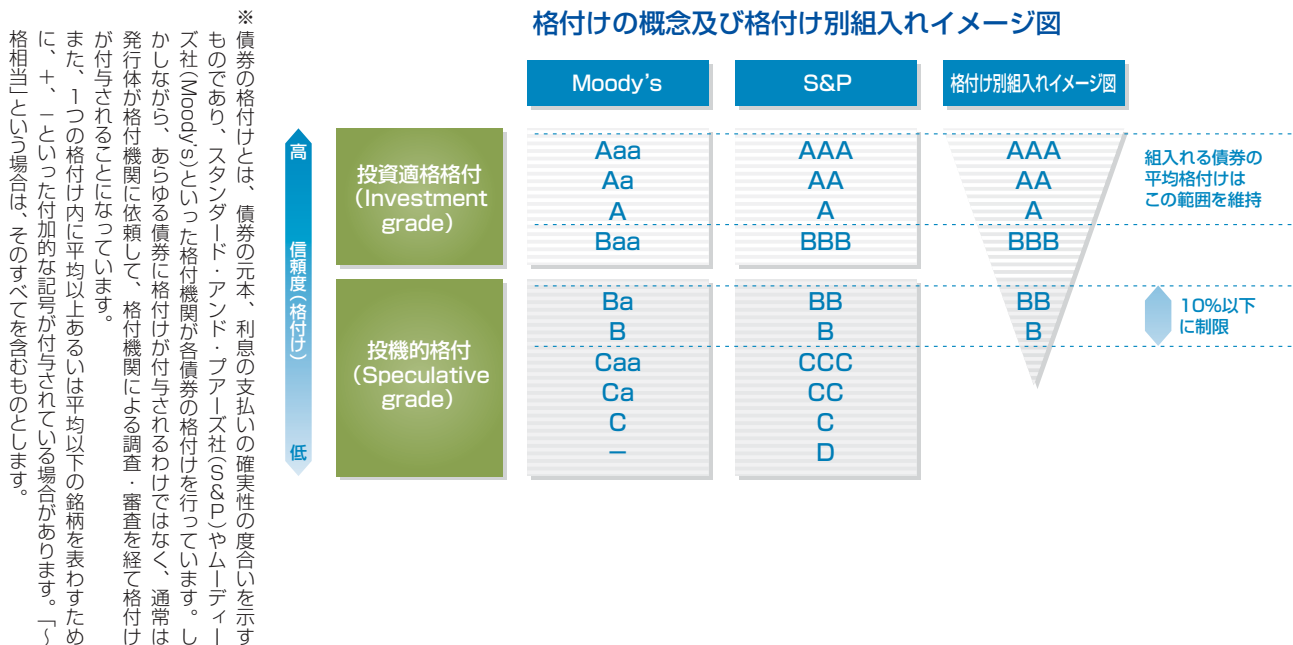 格付けの概念及び格付け別組入れイメージ図
Moody's
S&P
格付け別組入れイメージ図
高
信頼度(格付け)
低
投資適格格付
(Investment
grade)
Aaa
Aa
A
Baa
AAA
AA
A
BBB
AAA
AA
A
BBB
組入れる債券の
平均格付けは
この範囲を維持
投機的格付
(Speculative
grade)
Ba
B
Caa
Ca
C
–
BB
B
CCC
CC
C
D
BB
B
10%以下
に制限
※ 債券の格付けとは、債券の元本、利息の支払いの確実性の度合いを示す
ものであり、スタンダード・アンド・プアーズ社(S&P)やムーディー
ズ社(Moody's)といった格付機関が各債券の格付けを行っています。し
かしながら、あらゆる債券に格付けが付与されるわけではなく、通常は
発行体が格付機関に依頼して、格付機関による調査・審査を経て格付け
が付与されることになっています。
また、1つの格付け内に平均以上あるいは平均以下の銘柄を表わすため
に、+、−といった付加的な記号が付与されている場合があります。「〜
格相当」という場合は、そのすべてを含むものとします。